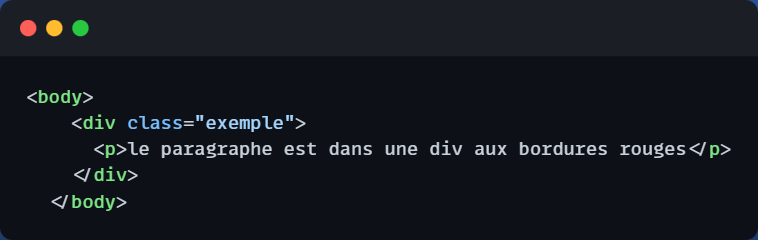 <body>
<div class="exemple">
<p>le paragraphe est dans une div aux bordures rouges</p>
</div>
</body>